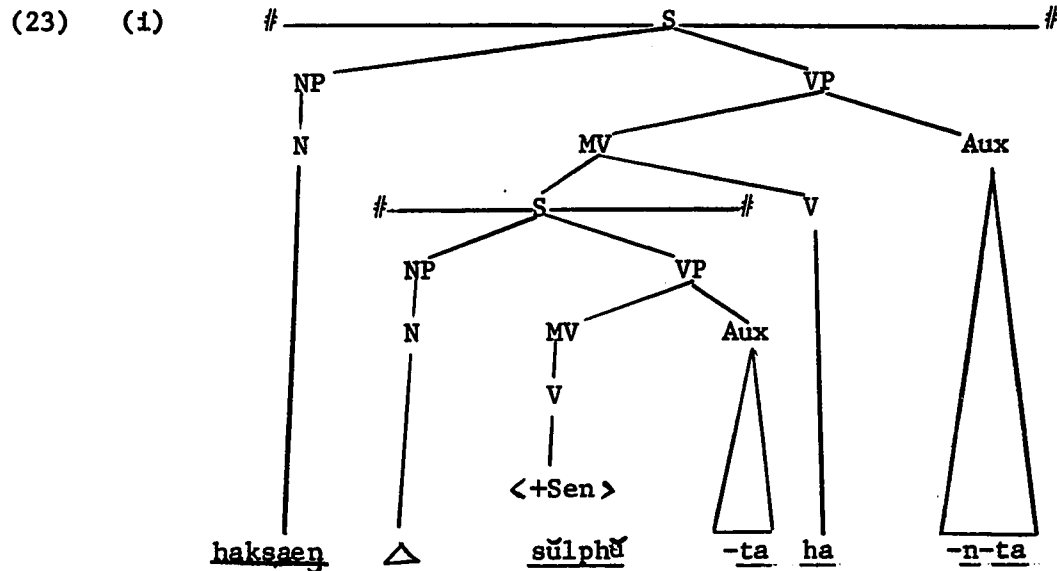 (23) (i) # S #
NP VP
N MV Aux
# S # V
NP VP
N MV Aux
V
<+Sen>
haksaeŋ △ sŭlphŭ -ta ha -n-ta